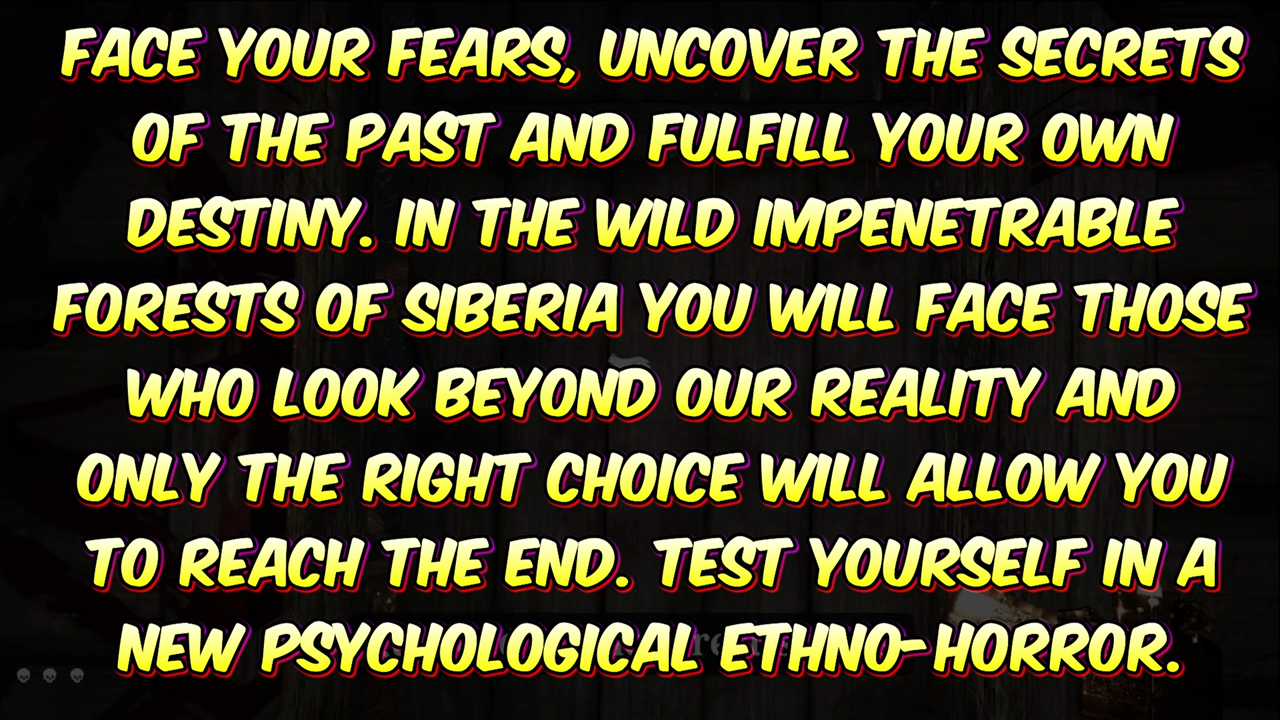 FACE YOUR FEARS, UNCOVER THE SECRETS
OF THE PAST AND FULFILL YOUR OWN
DESTINY. IN THE WILD IMPENETRABLE
FORESTS OF SIBERIA YOU WILL FACE THOSE
WHO LOOK BEYOND OUR REALITY AND
ONLY THE RIGHT CHOICE WILL ALLOW YOU
TO REACH THE END. TEST YOURSELF IN A
NEW PSYCHOLOGICAL ETHNO-HORROR.